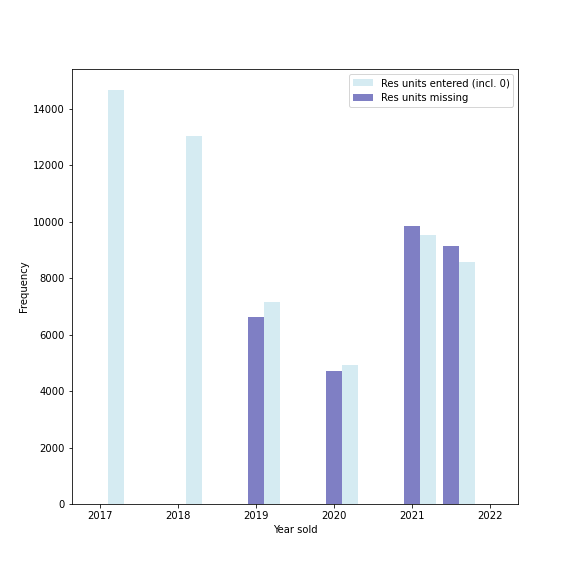 Res units entered (incl. 0)
Res units missing
14000
12000
10000
8000
6000
4000
2000
0
Frequency
2017 2018 2019 2020 2021 2022
Year sold